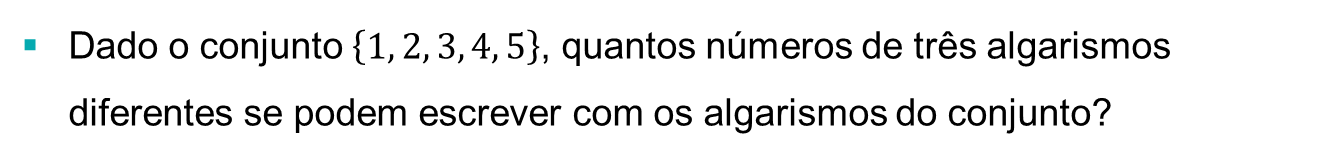 ▪ Dado o conjunto {1, 2, 3, 4, 5}, quantos números de três algarismos
diferentes se podem escrever com os algarismos do conjunto?